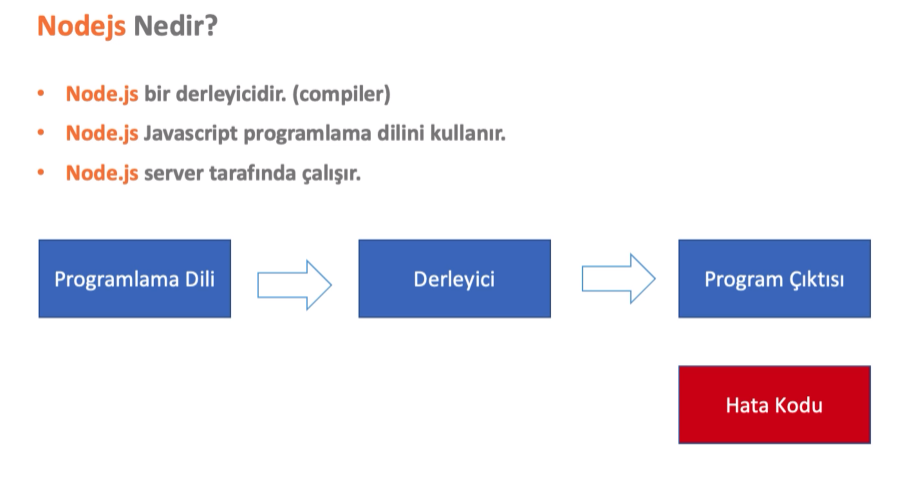 Nodejs Nedir?
• Node.js bir derleyicidir. (compiler)
• Node.js Javascript programlama dilini kullanır.
• Node.js server tarafında çalışır.
Programlama Dili
Derleyici
Program Çıktısı
Hata Kodu